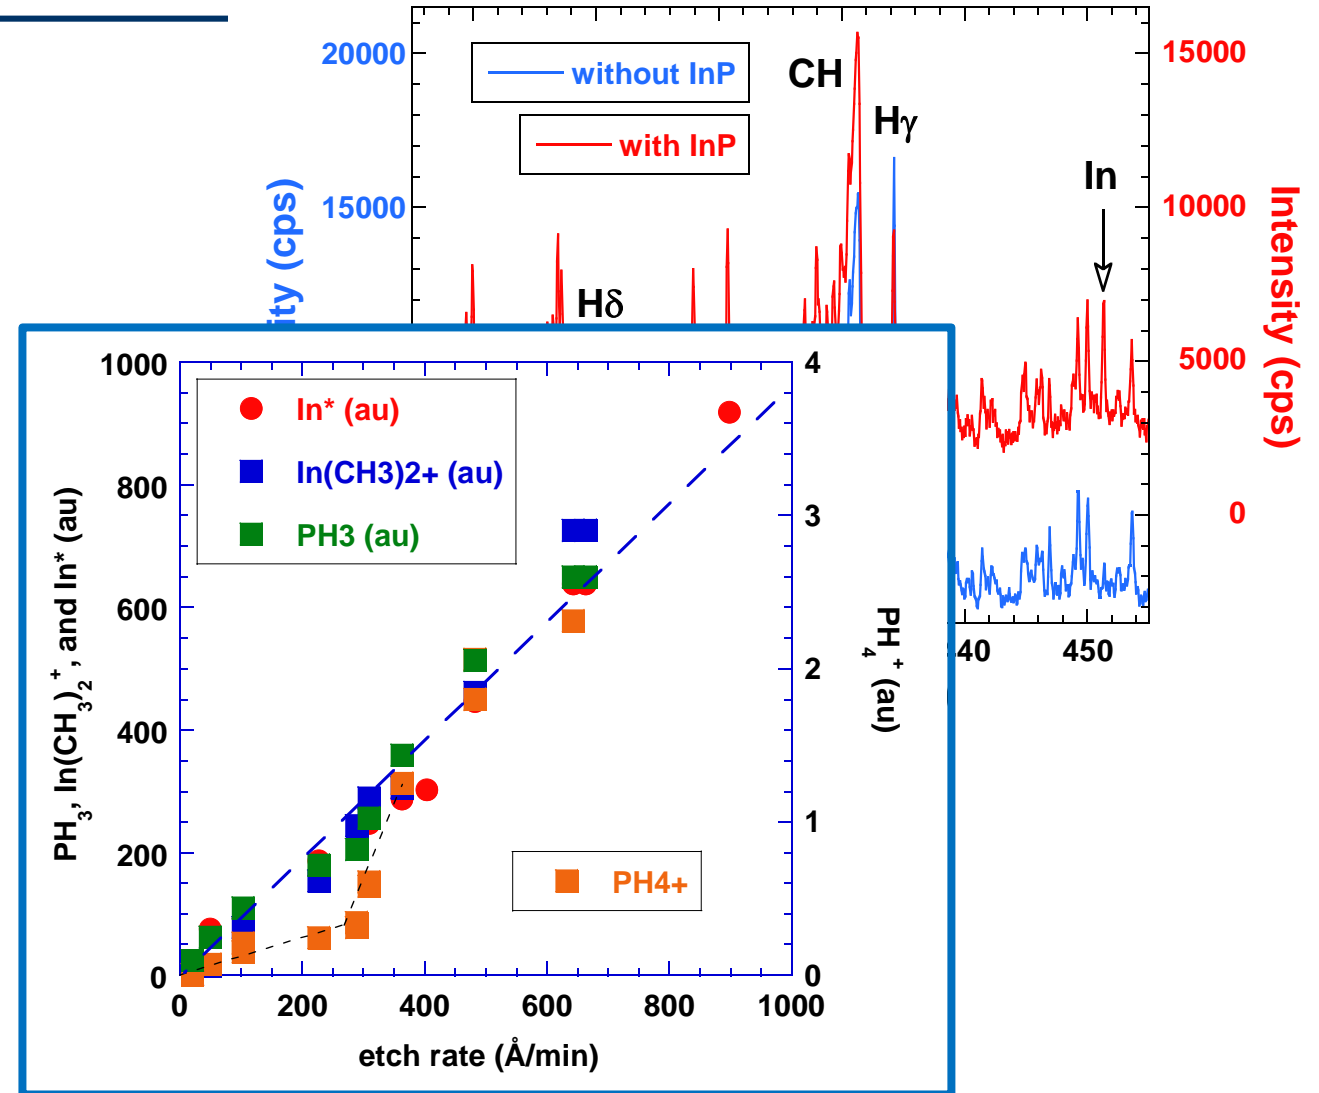 20000
15000
without InP
with InP
CH
Hγ
Hδ
In
15000
10000
5000
0
Intensity (cps)
(cps)
450
1000
800
600
400
200
0
PH3, In(CH3)2+, and In* (au)
In* (au)
In(CH3)2+ (au)
PH3 (au)
PH4+
4
3
2
1
0
PH4+ (au)
0 200 400 600 800 1000
etch rate (Å/min)